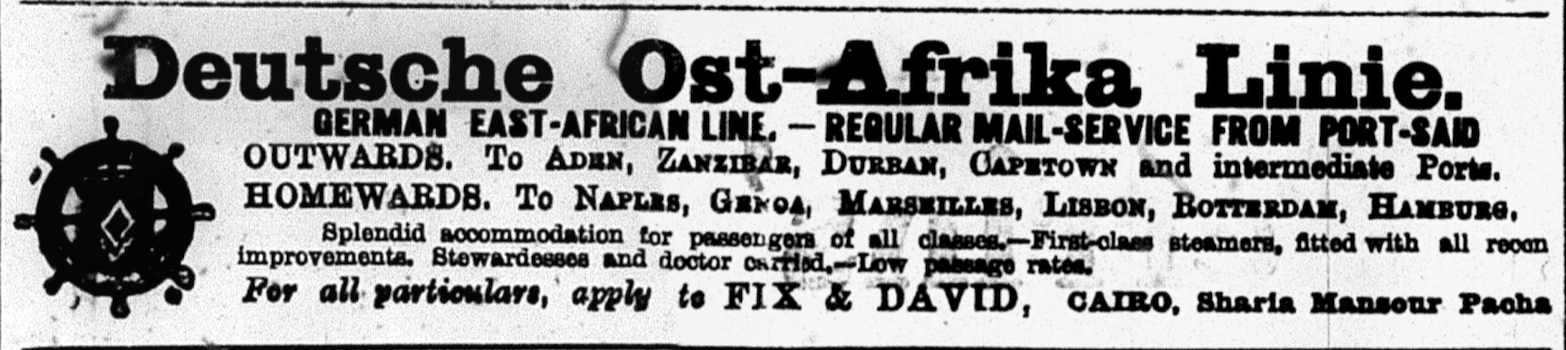 Deutsche Ost-Afrika Linie.
GERMAN EAST-AFRICAN LINE. — REGULAR MAIL-SERVICE FROM PORT-SAID
OUTWARDS. To ADEN, ZANZIBAR, DURBAN, CAPETOWN and intermediate Ports.
HOMEWARDS. To NAPLES, GENOA, MARSEILLES, LISBON, ROTTERDAM, HAMBURG.
Splendid accommodation for passengers of all classes.—First-class steamers, fitted with all recen
improvements. Stewardesses and doctor carried.—Low passage rates.
For all particulars, apply to FIX & DAVID, CAIRO, Sharia Mansour Pacha